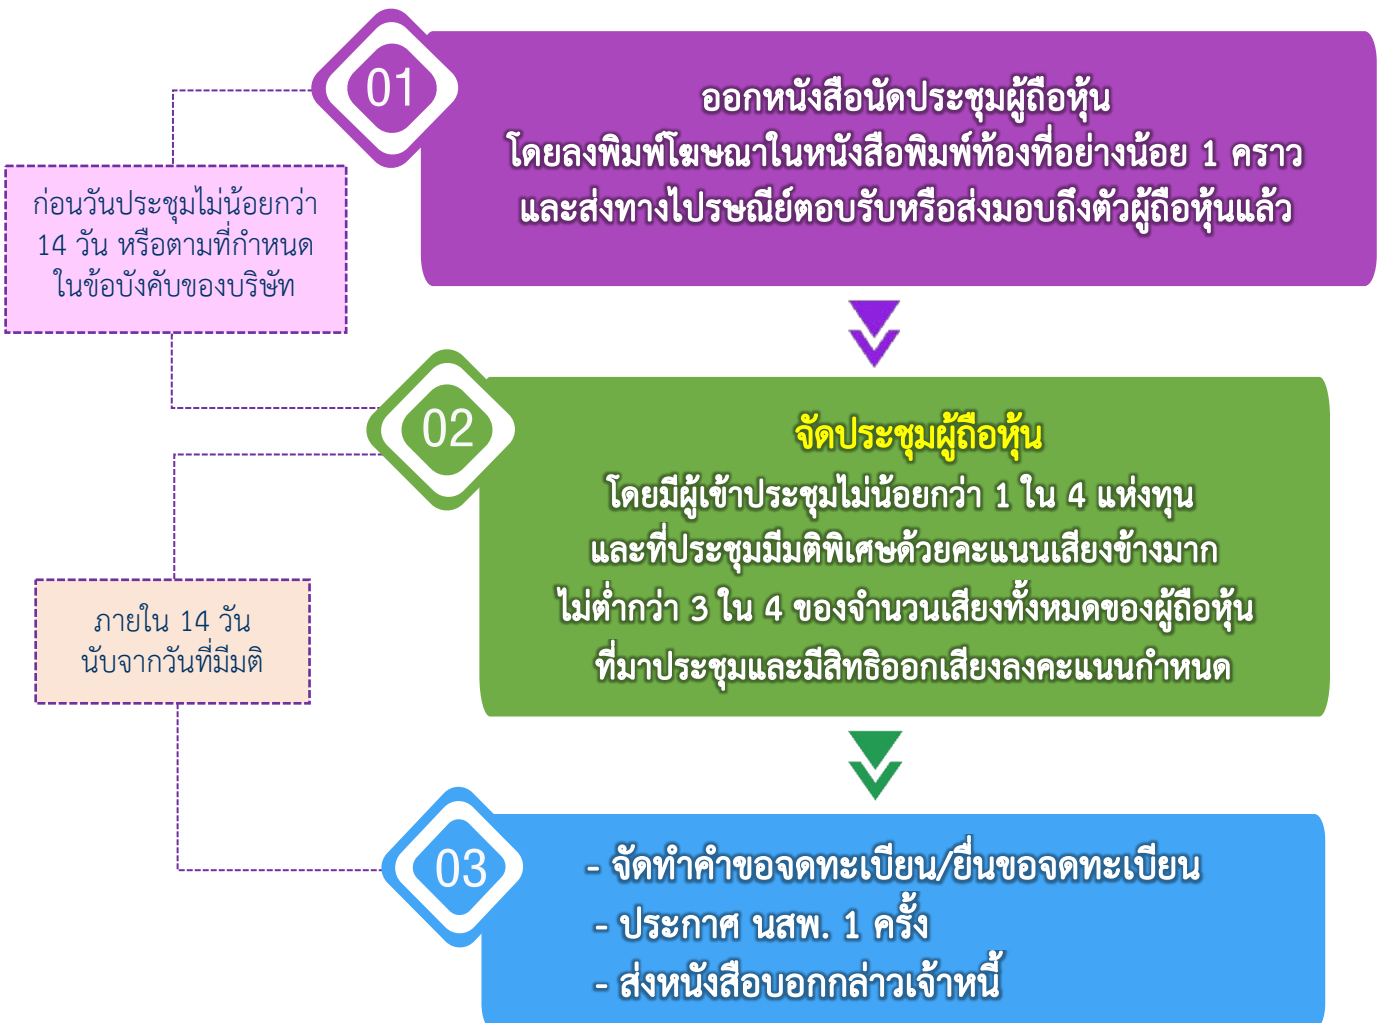 01
ออกหนังสือนัดประชุมผู้ถือหุ้น
โดยลงพิมพ์โฆษณาในหนังสือพิมพ์ท้องที่อย่างน้อย 1 คราว
และส่งทางไปรษณีย์ตอบรับหรือส่งมอบถึงตัวผู้ถือหุ้นแล้ว
ก่อนวันประชุมไม่น้อยกว่า
14 วัน หรือตามที่กำหนด
ในข้อบังคับของบริษัท
02
จัดประชุมผู้ถือหุ้น
โดยมีผู้เข้าประชุมไม่น้อยกว่า 1 ใน 4 แห่งทุน
และที่ประชุมมีมติพิเศษด้วยคะแนนเสียงข้างมาก
ไม่ต่ำกว่า 3 ใน 4 ของจำนวนเสียงทั้งหมดของผู้ถือหุ้น
ที่มาประชุมและมีสิทธิออกเสียงลงคะแนนกำหนด
ภายใน 14 วัน
นับจากวันที่มีมติ
03
- จัดทำคำขอจดทะเบียน/ยื่นขอจดทะเบียน
- ประกาศ นสพ. 1 ครั้ง
- ส่งหนังสือบอกกล่าวเจ้าหนี้